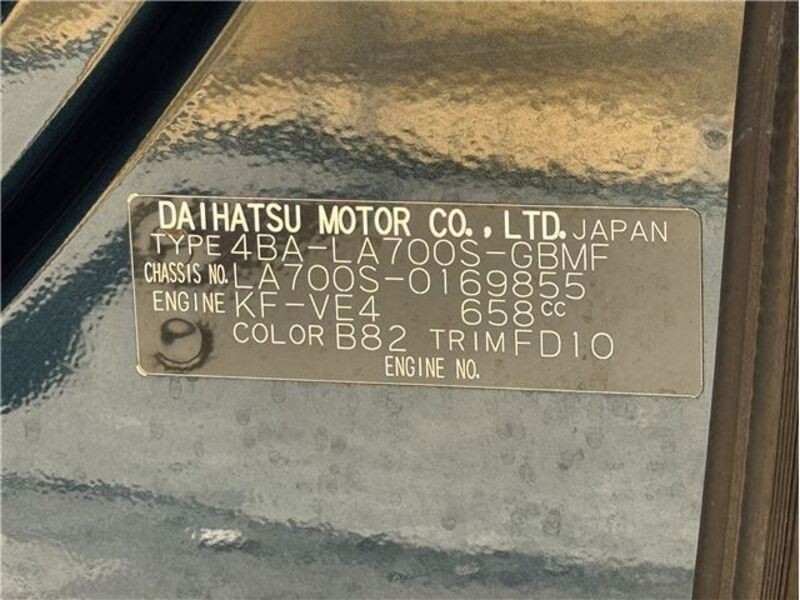 DAIHATSU MOTOR CO., LTD. JAPAN
TYPE 4BA-LA700S-GBMF
CHASSIS NO. LA700S-0169855
ENGINE KF-VE4 658cc
COLOR B82 TRIM FD10
ENGINE NO.